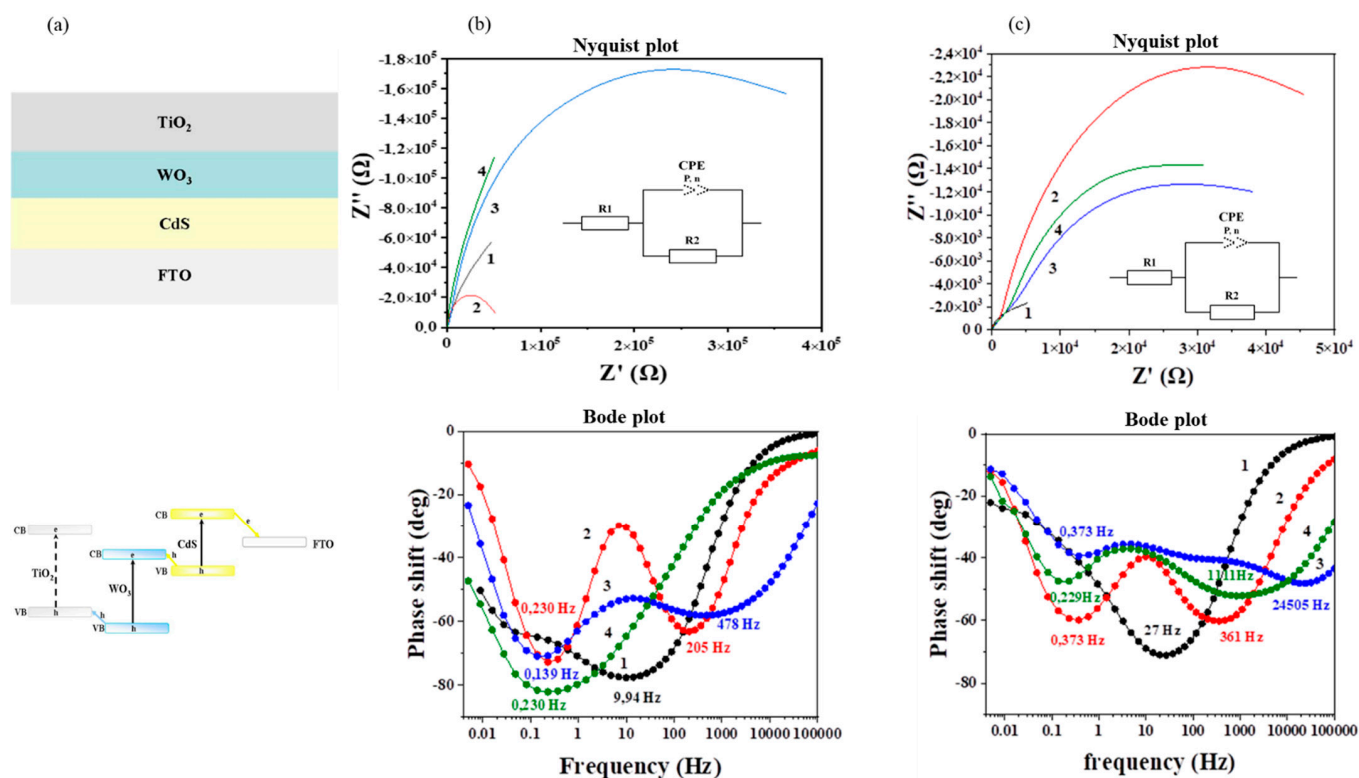 (a)
TiO2
WO3
CdS
FTO
CB
e
TiO2
VB
h
CB
e
h
WO3
VB
h
CB
e
e
CdS
VB
h
FTO
(b)
Nyquist plot
-1.8×10⁵
-1.6×10⁵
-1.4×10⁵
-1.2×10⁵
-1.0×10⁵
-8.0×10⁴
-6.0×10⁴
-4.0×10⁴
-2.0×10⁴
0,0
Z'' (Ω)
4
3
1
2
CPE
P, n
R1
R2
1×10⁵
2×10⁵
3×10⁵
4×10⁵
Z' (Ω)
Bode plot
0
-20
-40
-60
-80
Phase shift (deg)
2
3
4
1
0,230 Hz
0,139 Hz
0,230 Hz
9,94 Hz
205 Hz
478 Hz
0.01
0.1
1
10
100
1000
10000
100000
Frequency (Hz)
(c)
Nyquist plot
-2,4×10⁴
-2.2×10⁴
-2.0×10⁴
-1.8×10⁴
-1.6×10⁴
-1.4×10⁴
-1.2×10⁴
-1.0×10⁴
-8.0×10³
-6.0×10³
-4.0×10³
-2.0×10³
0 0
Z'' (Ω)
2
4
3
1
CPE
P, n
R1
R2
0
1×10⁴
2×10⁴
3×10⁴
4×10⁴
5×10⁴
Z' (Ω)
Bode plot
0
-20
-40
-60
-80
Phase shift (deg)
1
2
4
3
0,373 Hz
0,229Hz
0,373 Hz
27 Hz
1111Hz
361 Hz
24505 Hz
0.01
0.1
1
10
100
1000
10000
100000
frequency (Hz)